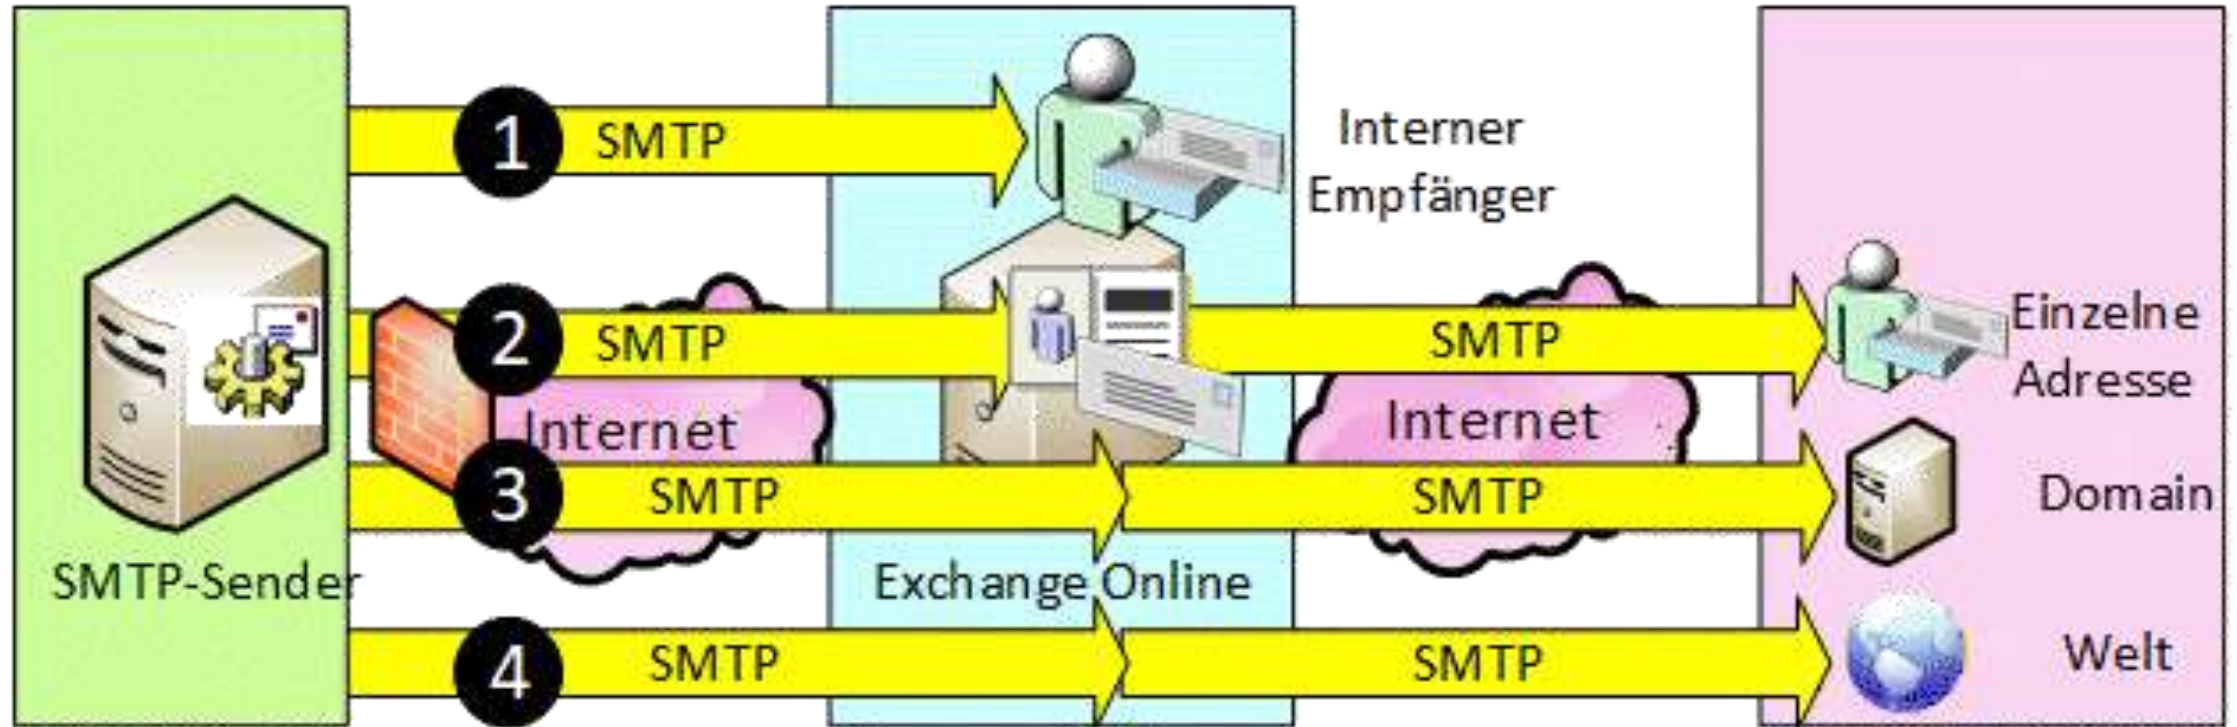 1 SMTP
Interner
Empfänger
2 SMTP
SMTP
Einzelne
Adresse
Internet
Internet
3 SMTP
SMTP
Domain
SMTP-Sender
Exchange Online
4 SMTP
SMTP
Welt